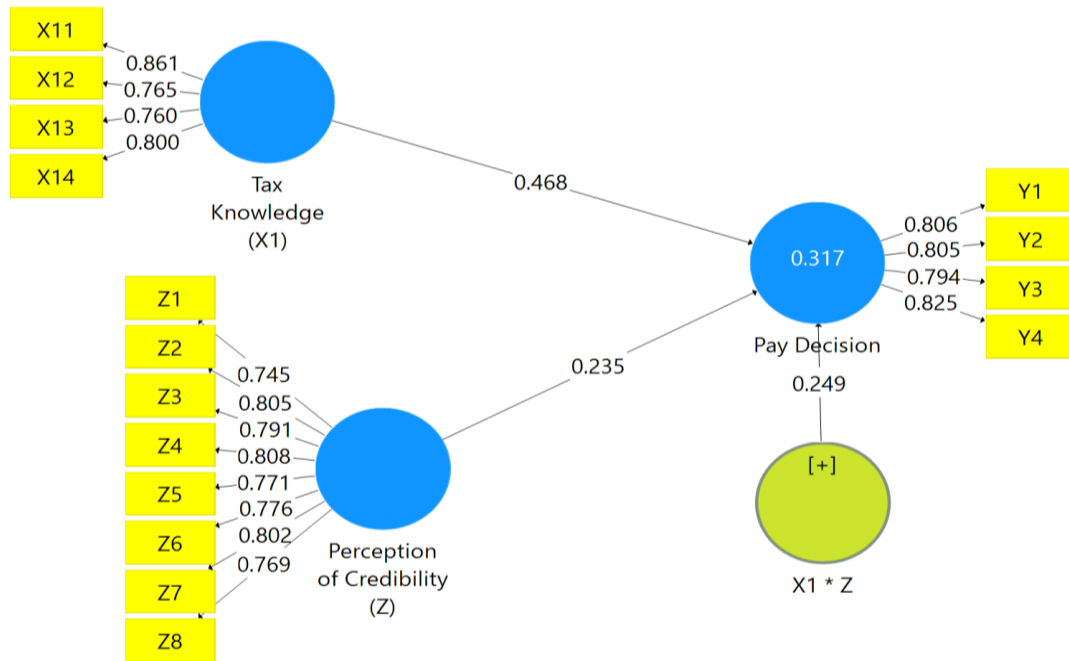 X11
X12
X13
X14
0.861
0.765
0.760
0.800
Tax
Knowledge
(X1)
0.468
Z1
Z2
Z3
Z4
Z5
Z6
Z7
Z8
0.745
0.805
0.791
0.808
0.771
0.776
0.802
0.769
Perception
of Credibility
(Z)
0.235
0.317
Pay Decision
0.806
0.805
0.794
0.825
Y1
Y2
Y3
Y4
0.249
[+]
X1 * Z